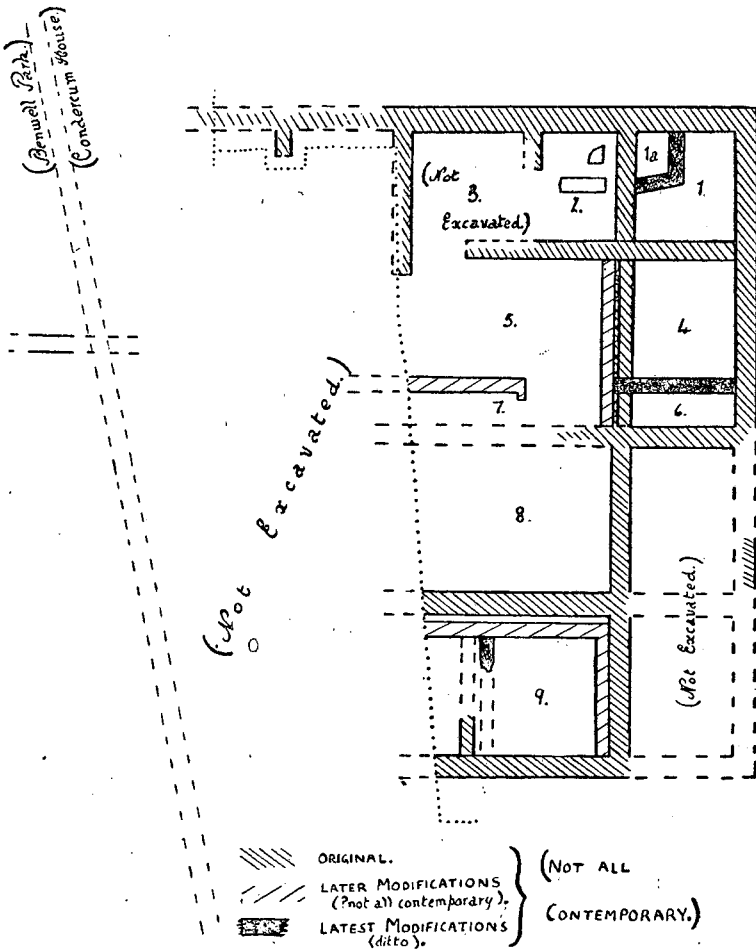 (Benwell Park.)
(Condercum House.)
1a
1.
(Not
3.
2.
Excavated.)
5.
4
7.
6.
(Not Excavated.)
8.
(Not Excavated.)
9.
ORIGINAL.
LATER MODIFICATIONS
(?not all contemporary).
LATEST MODIFICATIONS
(ditto).
(NOT ALL
CONTEMPORARY.)